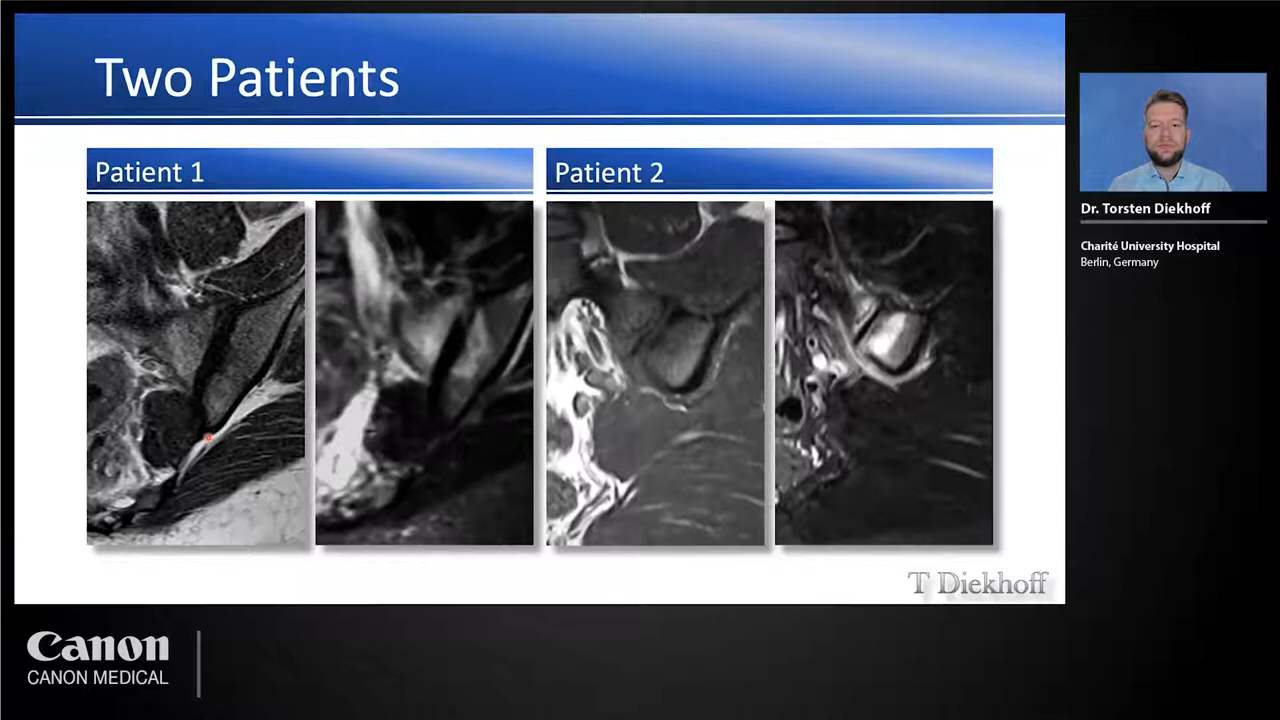 Two Patients
Patient 1
Patient 2
Dr. Torsten Diekhoff
Charité University Hospital
Berlin, Germany
T Diekhoff
Canon
CANON MEDICAL